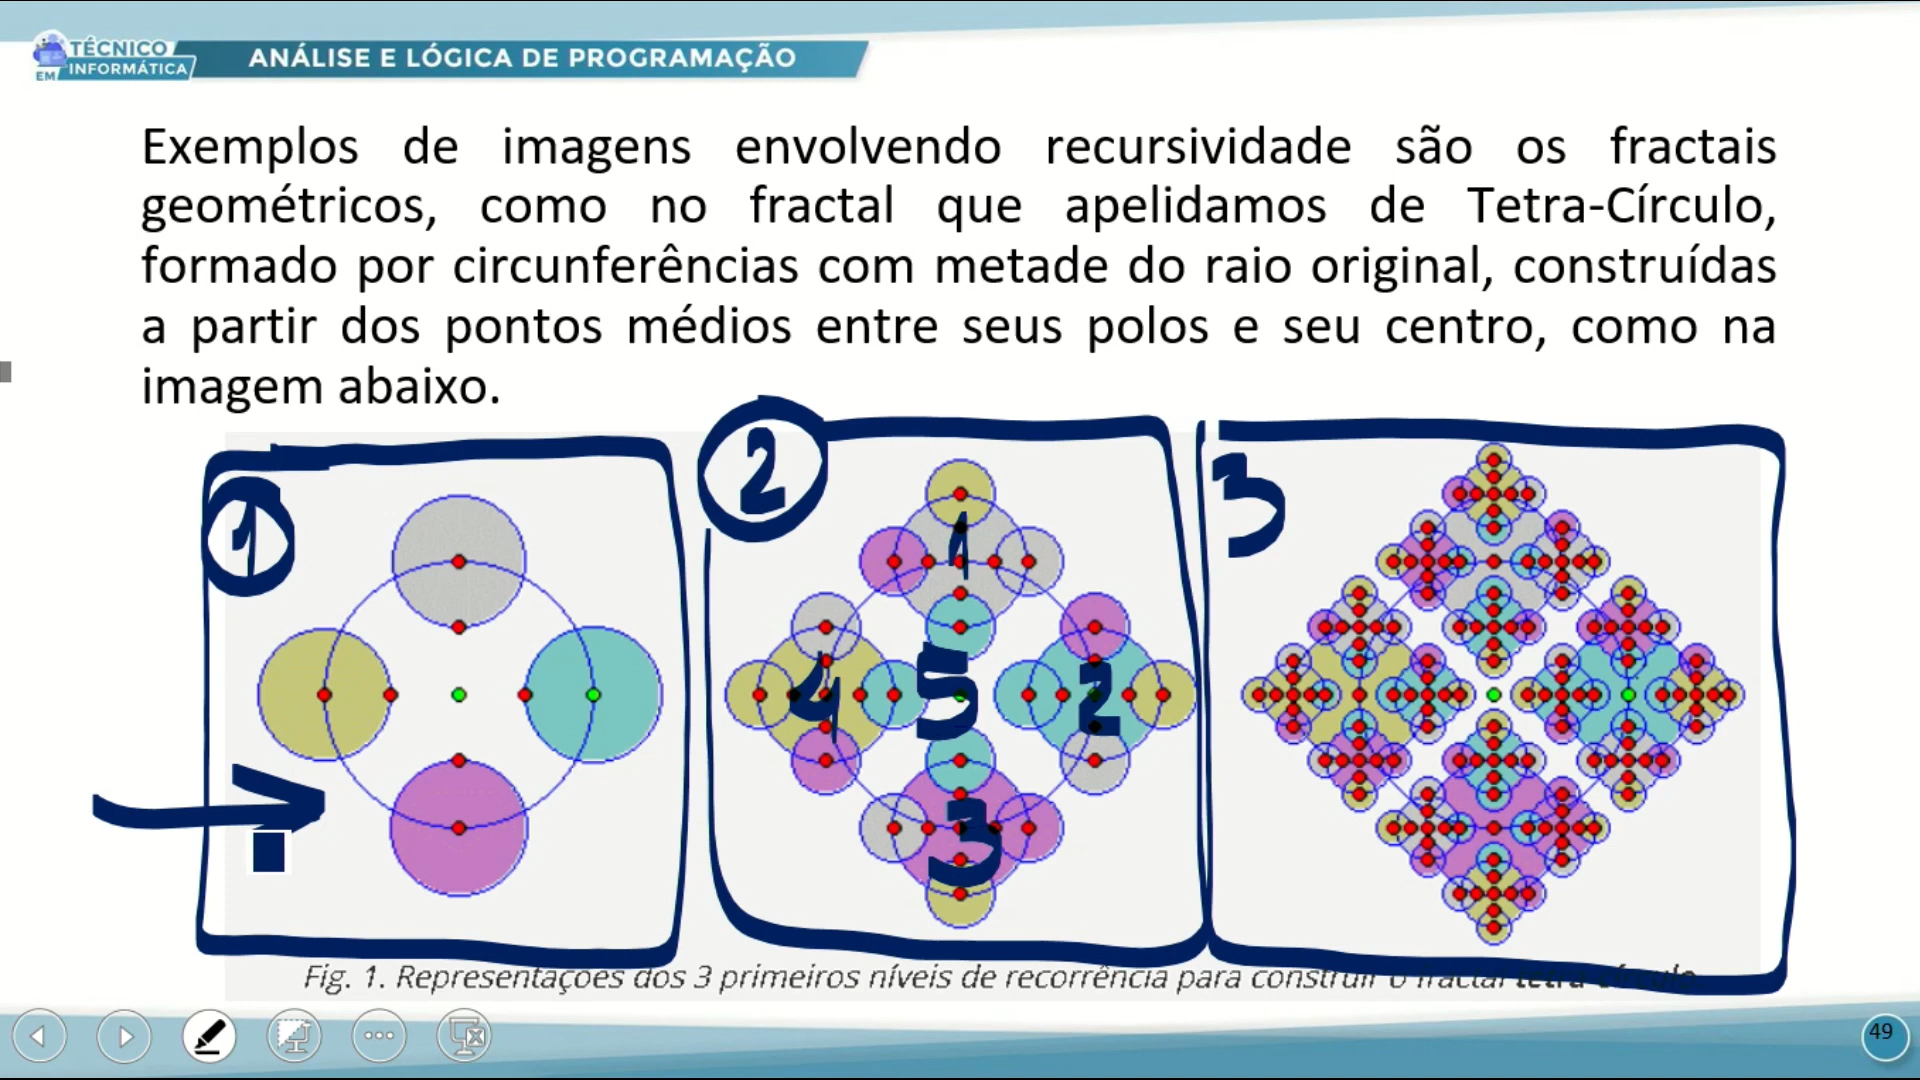 TÉCNICO
EM INFORMÁTICA
ANÁLISE E LÓGICA DE PROGRAMAÇÃO
Exemplos de imagens envolvendo recursividade são os fractais
geométricos, como no fractal que apelidamos de Tetra-Círculo,
formado por circunferências com metade do raio original, construídas
a partir dos pontos médios entre seus polos e seu centro, como na
imagem abaixo.
1
2
3
1
4 5 2
3
Fig. 1. Representações dos 3 primeiros níveis de recorrência para construir o fractal tetra-círculo.
49